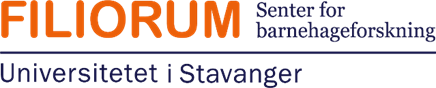 FILIORUM Senter for
barnehageforskning
Universitetet i Stavanger